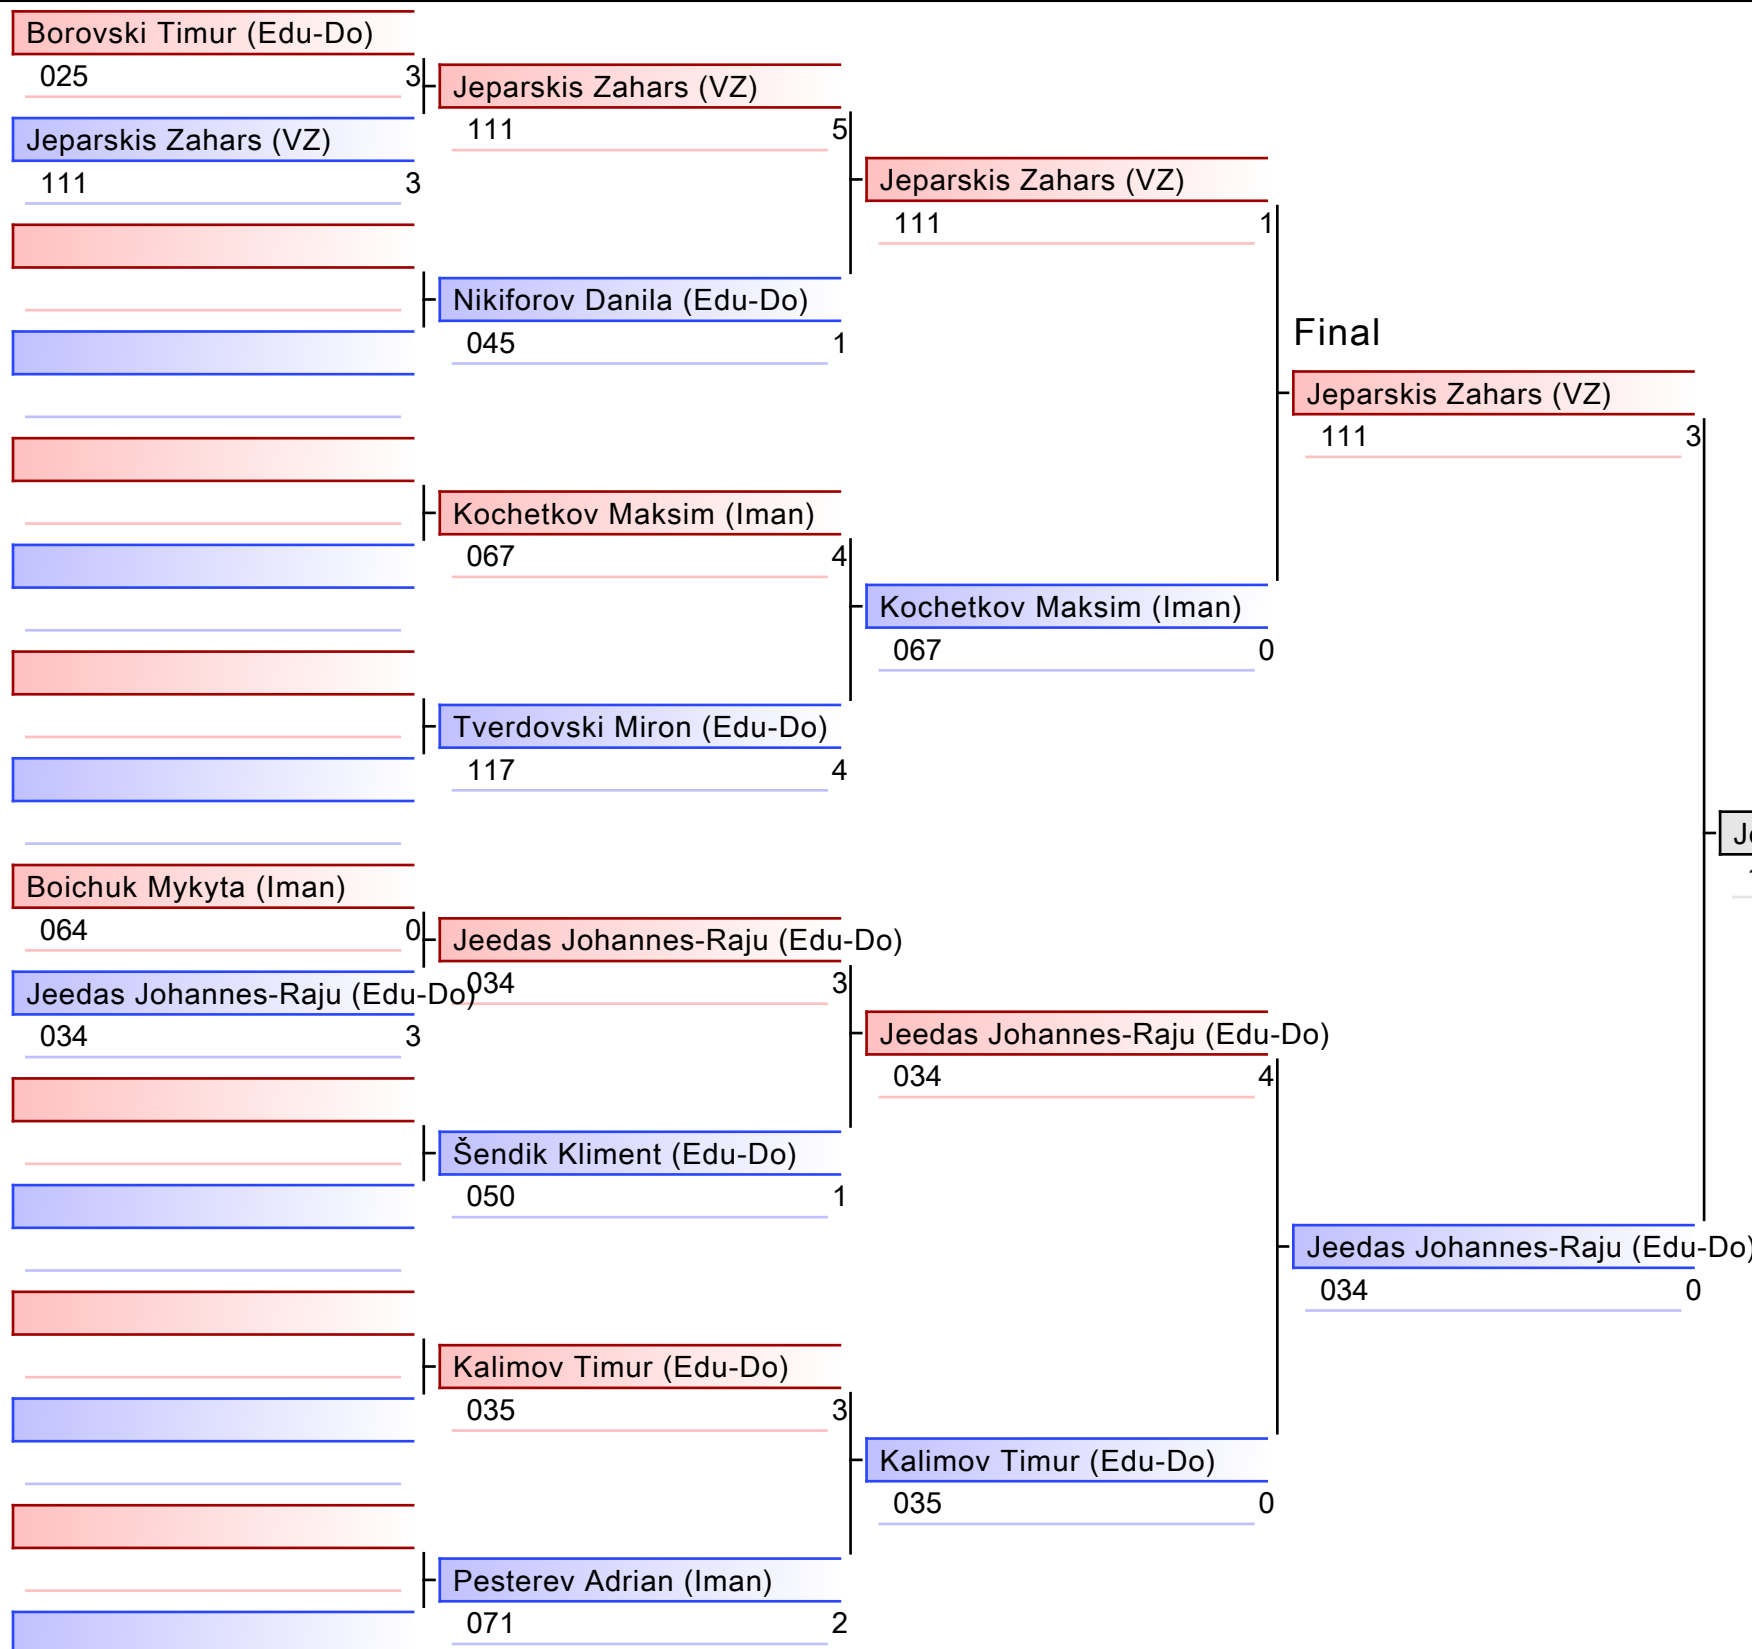 Borovski Timur (Edu-Do)
025 3
Jeparskis Zahars (VZ)
111 3
Boichuk Mykyta (Iman)
064 0
Jeedas Johannes-Raju (Edu-Do)
034 3
Jeparskis Zahars (VZ)
111 5
Nikiforov Danila (Edu-Do)
045 1
Kochetkov Maksim (Iman)
067 4
Tverdovski Miron (Edu-Do)
117 4
Jeedas Johannes-Raju (Edu-Do)
034 3
Šendik Kliment (Edu-Do)
050 1
Kalimov Timur (Edu-Do)
035 3
Pesterev Adrian (Iman)
071 2
Jeparskis Zahars (VZ)
111 1
Kochetkov Maksim (Iman)
067 0
Jeedas Johannes-Raju (Edu-Do)
034 4
Kalimov Timur (Edu-Do)
035 0
Final
Jeparskis Zahars (VZ)
111 3
Jeedas Johannes-Raju (Edu-Do)
034 0